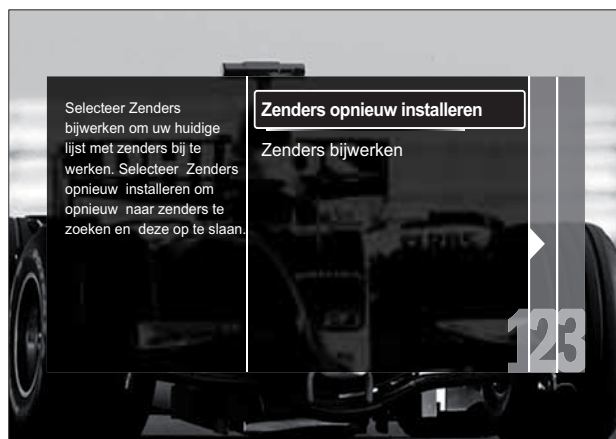 Selecteer Zenders
bijwerken om uw huidige
lijst met zenders bij te
werken. Selecteer Zenders
opnieuw installeren om
opnieuw naar zenders te
zoeken en deze op te slaan.
Zenders opnieuw installeren
Zenders bijwerken
123